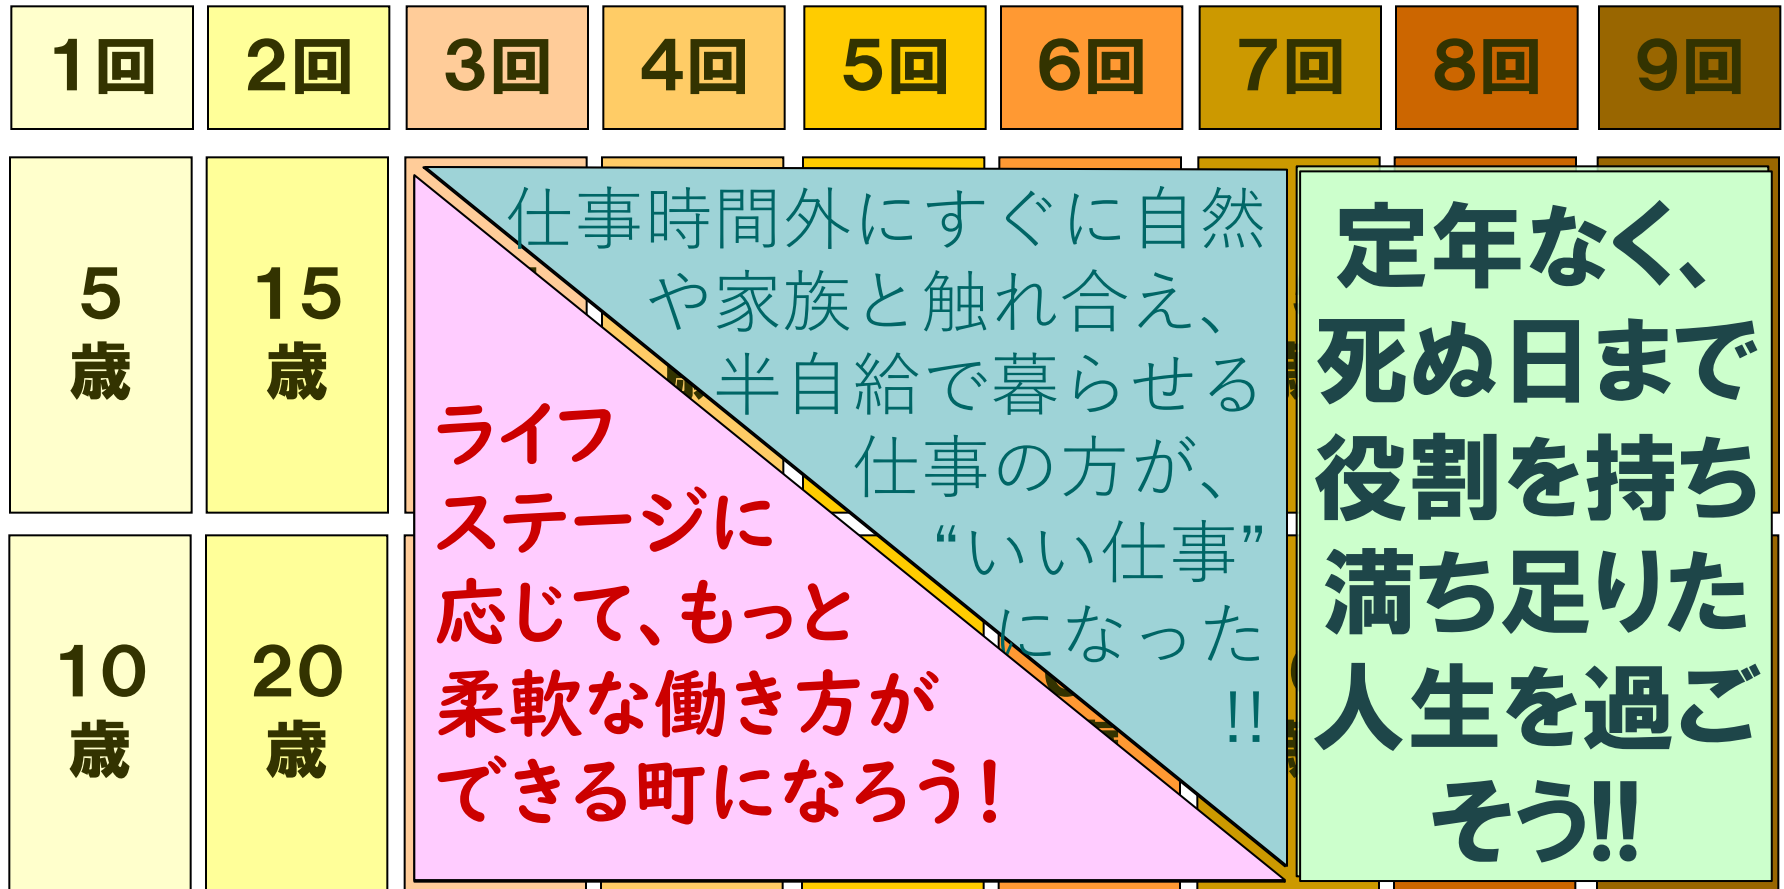 1回
2回
3回
4回
5回
6回
7回
8回
9回
5
歳
15
歳
10
歳
20
歳
仕事時間外にすぐに自然
や家族と触れ合え、
半自給で暮らせる
仕事の方が、
“いい仕事”
になった
!!
ライフ
ステージに
応じて、もっと
柔軟な働き方が
できる町になろう!
定年なく、
死ぬ日まで
役割を持ち
満ち足りた
人生を過ご
そう!!